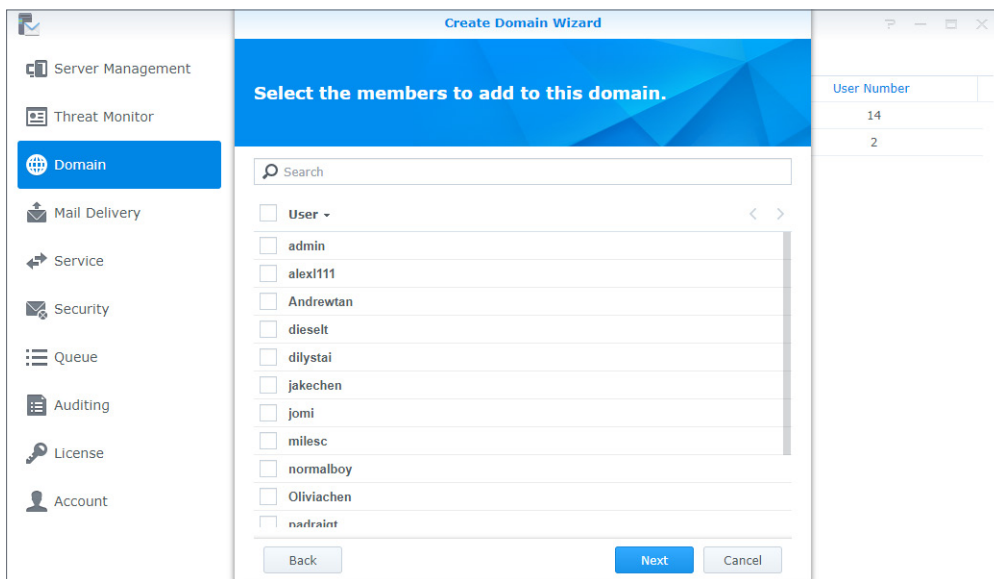 Create Domain Wizard
Server Management
Threat Monitor
Domain
Mail Delivery
Service
Security
Queue
Auditing
License
Account
Select the members to add to this domain.
Search
User
admin
alexl111
Andrewtan
dieselt
dilystai
jakechen
jomi
milesc
normalboy
Oliviachen
padraigt
Back
Next
Cancel
User Number
14
2